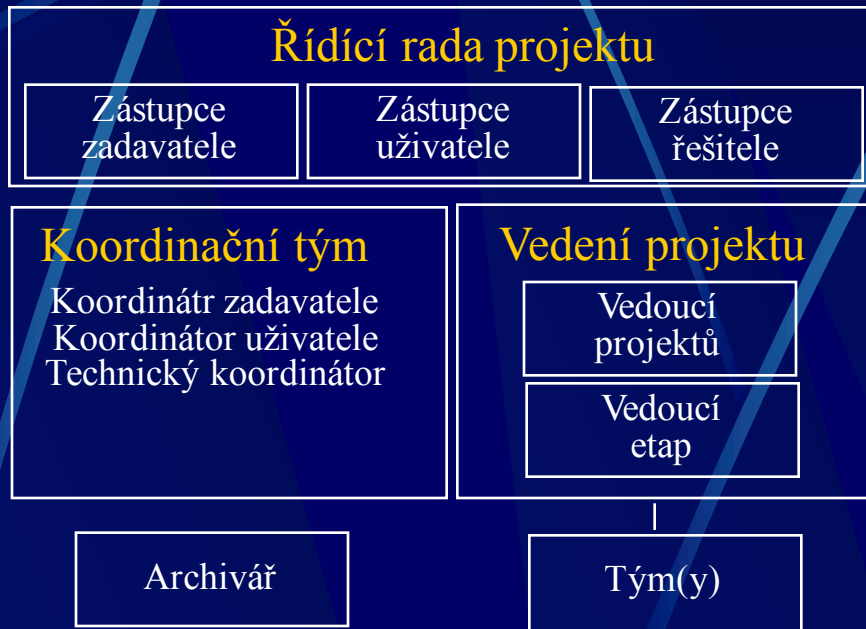 Řídící rada projektu
Zástupce
zadavatele
Zástupce
uživatele
Zástupce
řešitele
Koordinační tým
Koordinátr zadavatele
Koordinátor uživatele
Technický koordinátor
Vedení projektu
Vedoucí
projektů
Vedoucí
etap
Archivář
Tým(y)